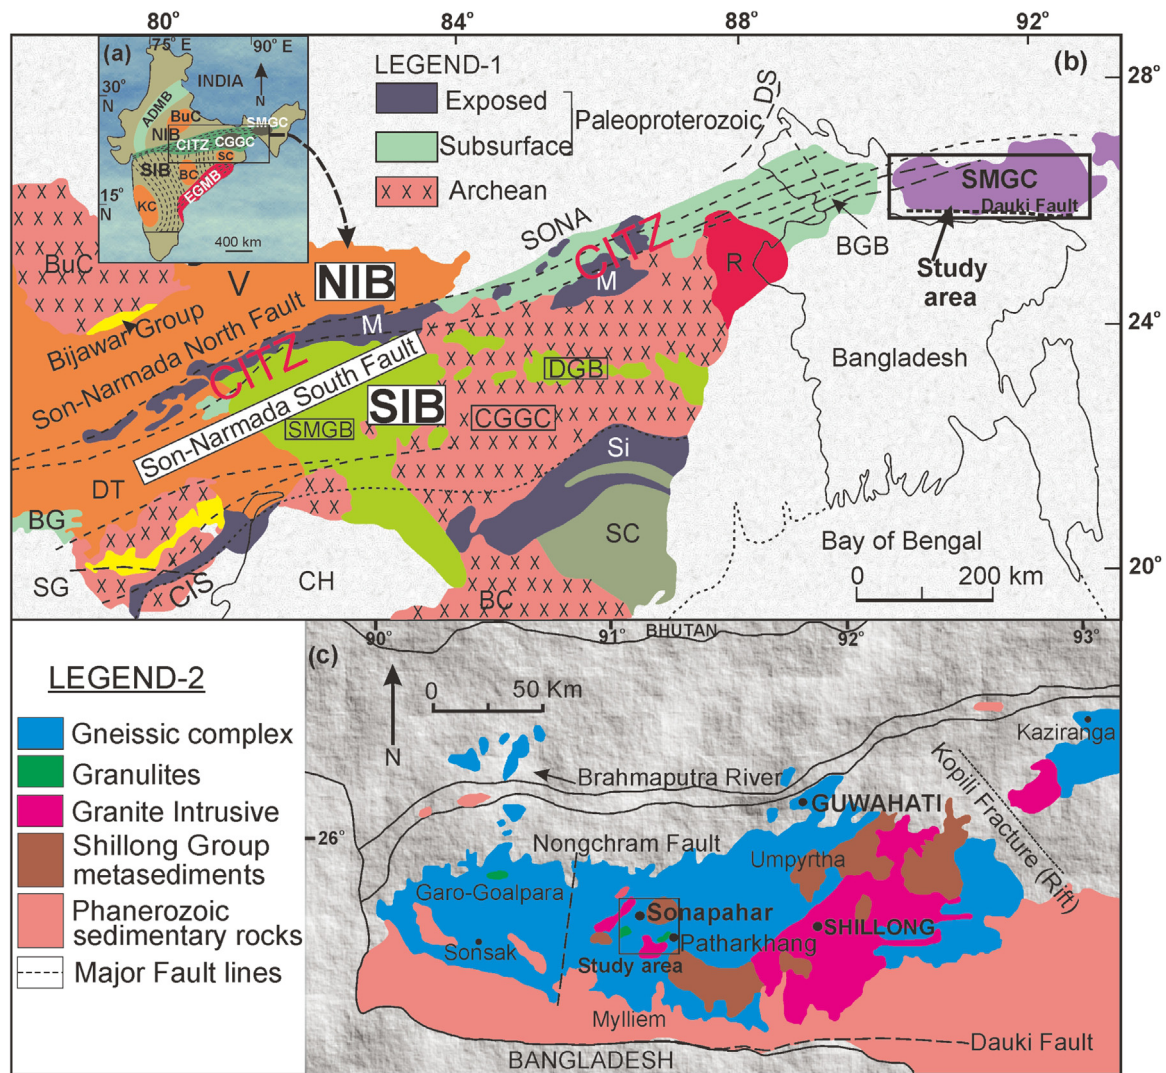 80°
84°
88°
92°
(a)
75° E
90° E
INDIA
30°
N
N
ADMB
BuC
NIB
SMGC
CITZ
CGGC
SC
SIB
BC
EGMB
KC
15°
N
400 km
LEGEND-1
Exposed
Subsurface
Paleoproterozoic
Archean
(b)
28°
DS
SMGC
Dauki Fault
BGB
Study
area
SONA
CITZ
M
R
BuC
V
NIB
Bijawar Group
Son-Narmada North Fault
M
CITZ
Son-Narmada South Fault
24°
Bangladesh
DGB
SIB
SMGB
CGGC
Si
DT
BG
SC
Bay of Bengal
SG
CIS
CH
BC
20°
0 200 km
LEGEND-2
Gneissic complex
Granulites
Granite Intrusive
Shillong Group
metasediments
Phanerozoic
sedimentary rocks
Major Fault lines
90°
91°
BHUTAN
92°
93°
(c)
0 50 Km
N
Kaziranga
Brahmaputra River
Kopili Fracture (Rift)
GUWAHATI
26°
Nongchram Fault
Umpyrtha
Garo-Goalpara
Sonapahar
SHILLONG
Patharkhang
Sonsak
Study area
Mylliem
Dauki Fault
BANGLADESH